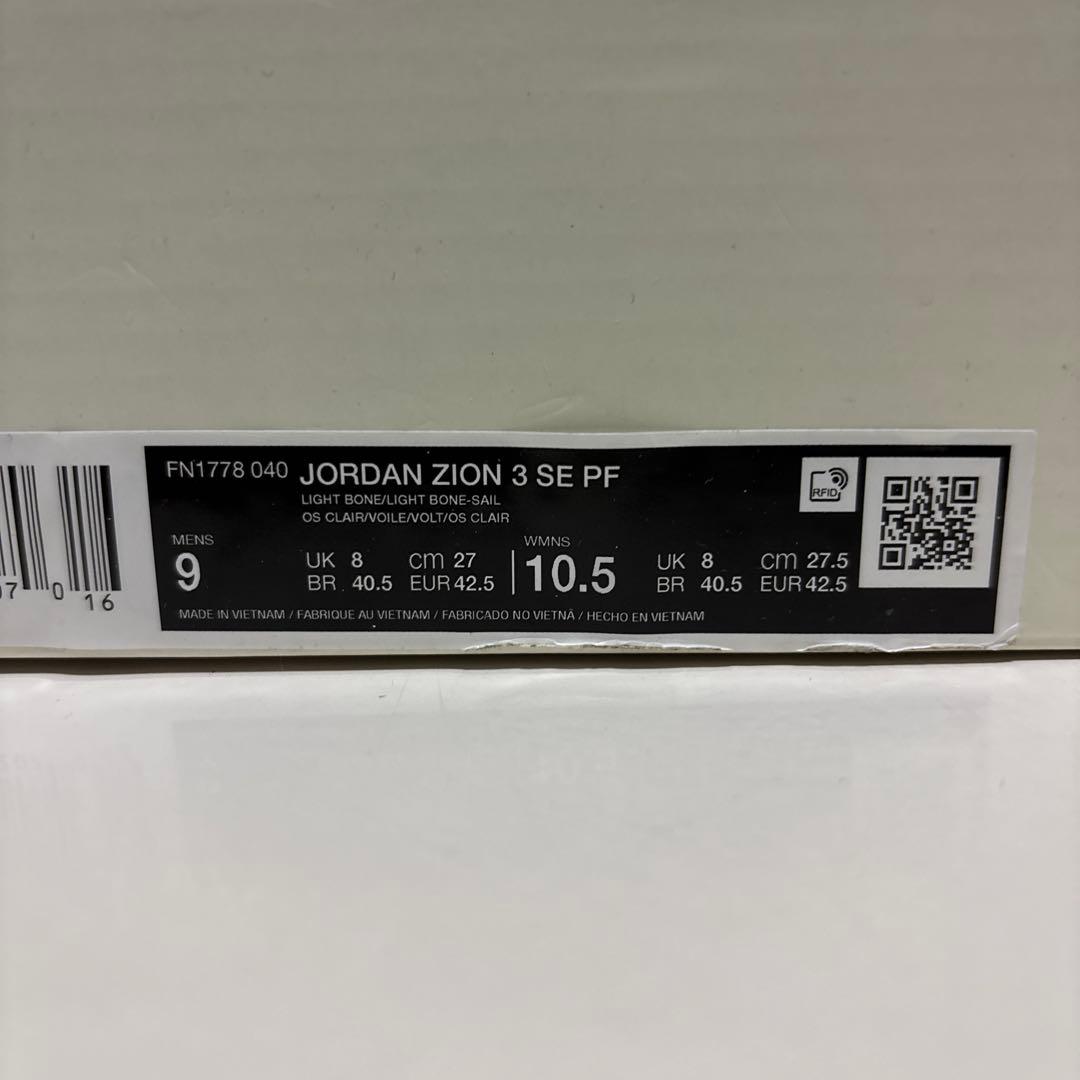 FN1778 040 JORDAN ZION 3 SE PF
LIGHT BONE/LIGHT BONE-SAIL
OS CLAIR/VOILE/VOLT/OS CLAIR
MENS
9
UK 8 cm 27
BR 40.5 EUR 42.5
WMNS
10.5
UK 8 cm 27.5
BR 40.5 EUR 42.5
MADE IN VIETNAM / FABRIQUE AU VIETNAM / FABRICADO NO VIETNÃ / HECHO EN VIETNAM
RFID
7 0 16